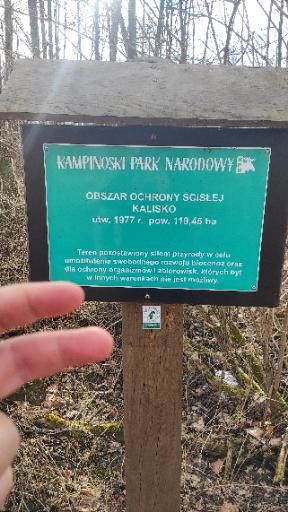 KAMPINOSKI PARK NARODOWY
OBSZAR OCHRONY ŚCISŁEJ
KALISKO
utw. 1977 r. pow. 119,45 ha
Teren pozostawiony siłom przyrody w celu
umożliwienia swobodnego rozwoju biocenoz oraz
dla ochrony organizmów i zbiorowisk, których byt
w innych warunkach nie jest możliwy.